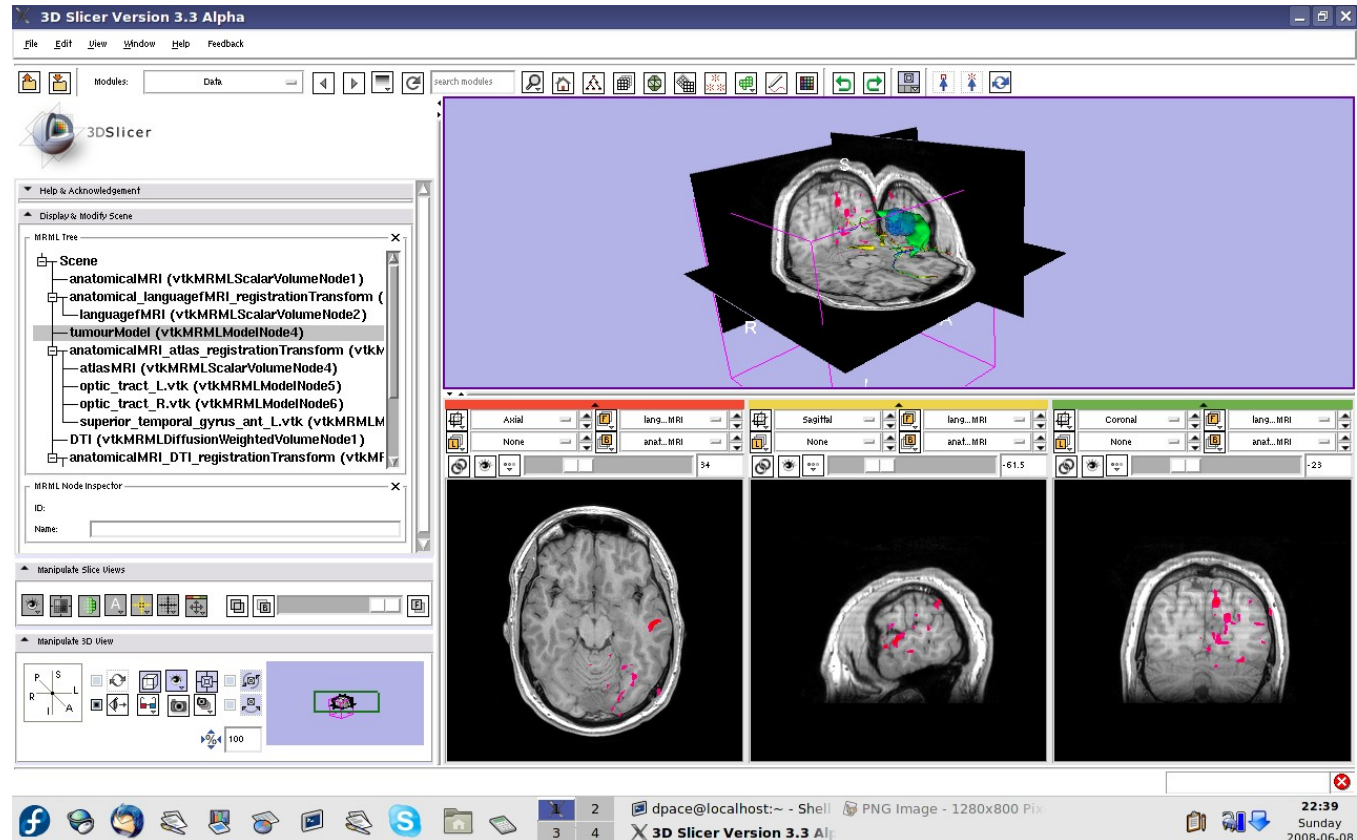 3D Slicer Version 3.3 Alpha
File Edit View Window Help Feedback
Modules: Data search modules
3DSlicer
Help & Acknowledgement
Display & Modify Scene
MRML Tree
Scene
anatomicalMRI (vtkMRMLScalarVolumeNode1)
anatomical_languagefMRI_registrationTransform (
languagefMRI (vtkMRMLScalarVolumeNode2)
tumourModel (vtkMRMLModelNode4)
anatomicalMRI_atlas_registrationTransform (vtkM
atlasMRI (vtkMRMLScalarVolumeNode4)
optic_tract_L.vtk (vtkMRMLModelNode5)
optic_tract_R.vtk (vtkMRMLModelNode6)
superior_temporal_gyrus_ant_L.vtk (vtkMRMLM
DTI (vtkMRMLDiffusionWeightedVolumeNode1)
anatomicalMRI_DTI_registrationTransform (vtkMF
MRML Node Inspector
ID:
Name:
Manipulate Slice Views
Manipulate 3D View
P S
R L
I A
100
S
R A
Axial lang...MRI
None anat...MRI
34
Sagittal lang...MRI
None anat...MRI
-61.5
Coronal lang...MRI
None anat...MRI
-23
1 2
3 4
dpace@localhost:~ - Shell
PNG Image - 1280x800 Pix
3D Slicer Version 3.3 Alp
22:39
Sunday
2008-06-08